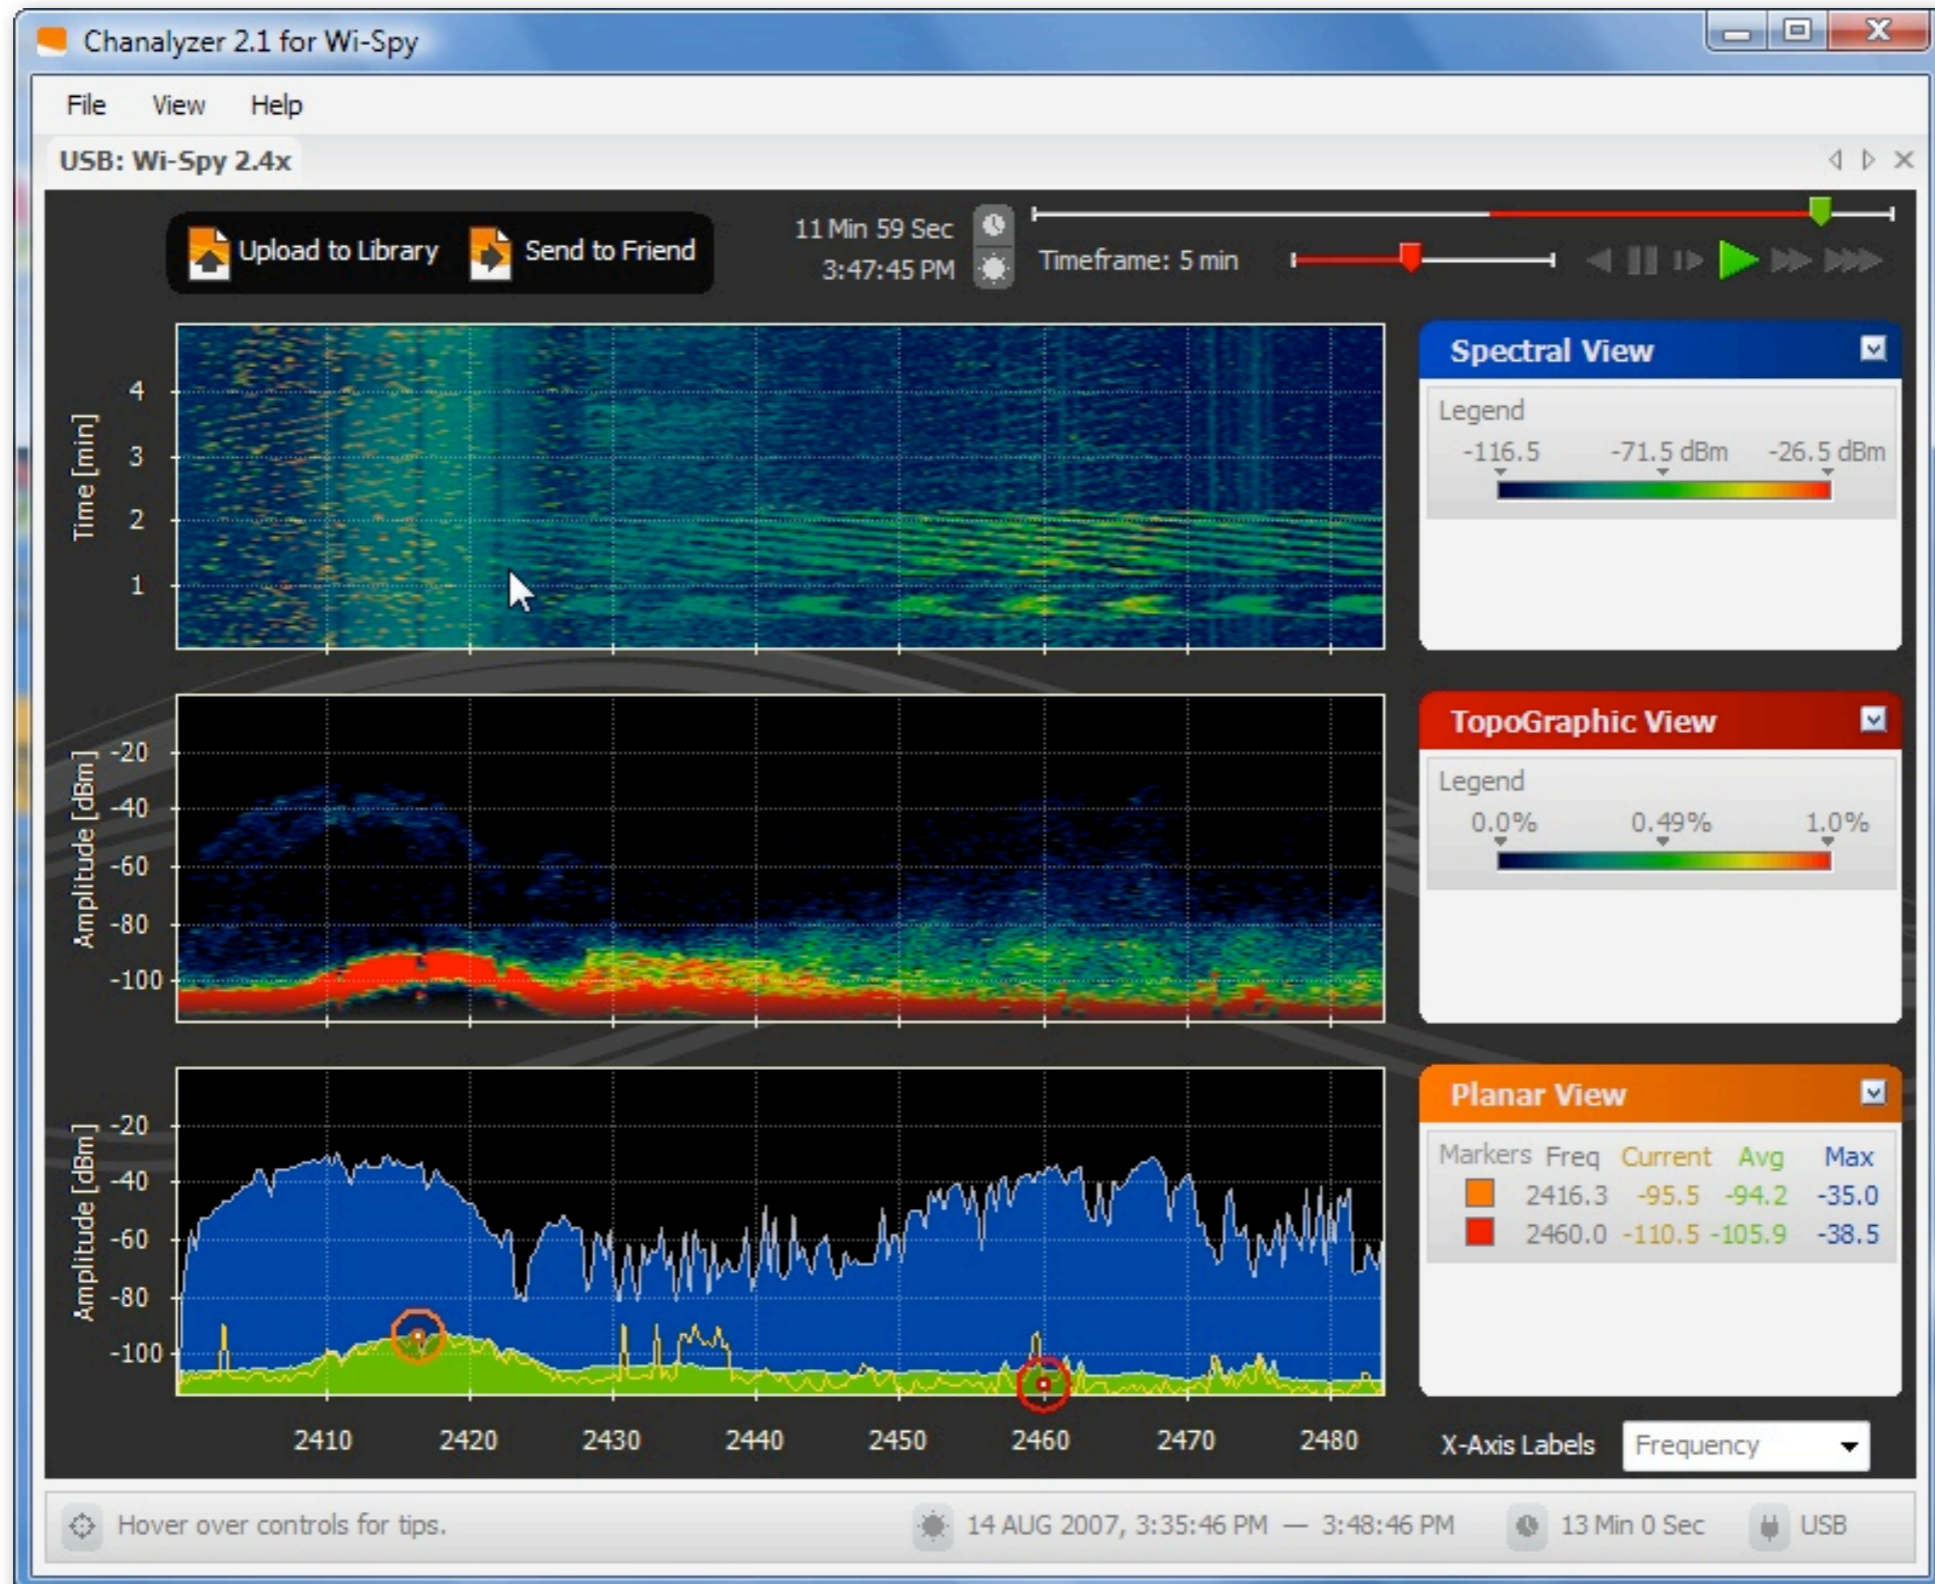 Chanalyzer 2.1 for Wi-Spy
File View Help
USB: Wi-Spy 2.4x
Upload to Library Send to Friend
11 Min 59 Sec
3:47:45 PM
Timeframe: 5 min
Time [min]
4
3
2
1
Spectral View
Legend
-116.5 -71.5 dBm -26.5 dBm
Amplitude [dBm]
-20
-40
-60
-80
-100
TopoGraphic View
Legend
0.0% 0.49% 1.0%
Amplitude [dBm]
-20
-40
-60
-80
-100
Planar View
Markers Freq Current Avg Max
2416.3 -95.5 -94.2 -35.0
2460.0 -110.5 -105.9 -38.5
2410 2420 2430 2440 2450 2460 2470 2480
X-Axis Labels Frequency
Hover over controls for tips.
14 AUG 2007, 3:35:46 PM — 3:48:46 PM
13 Min 0 Sec
USB